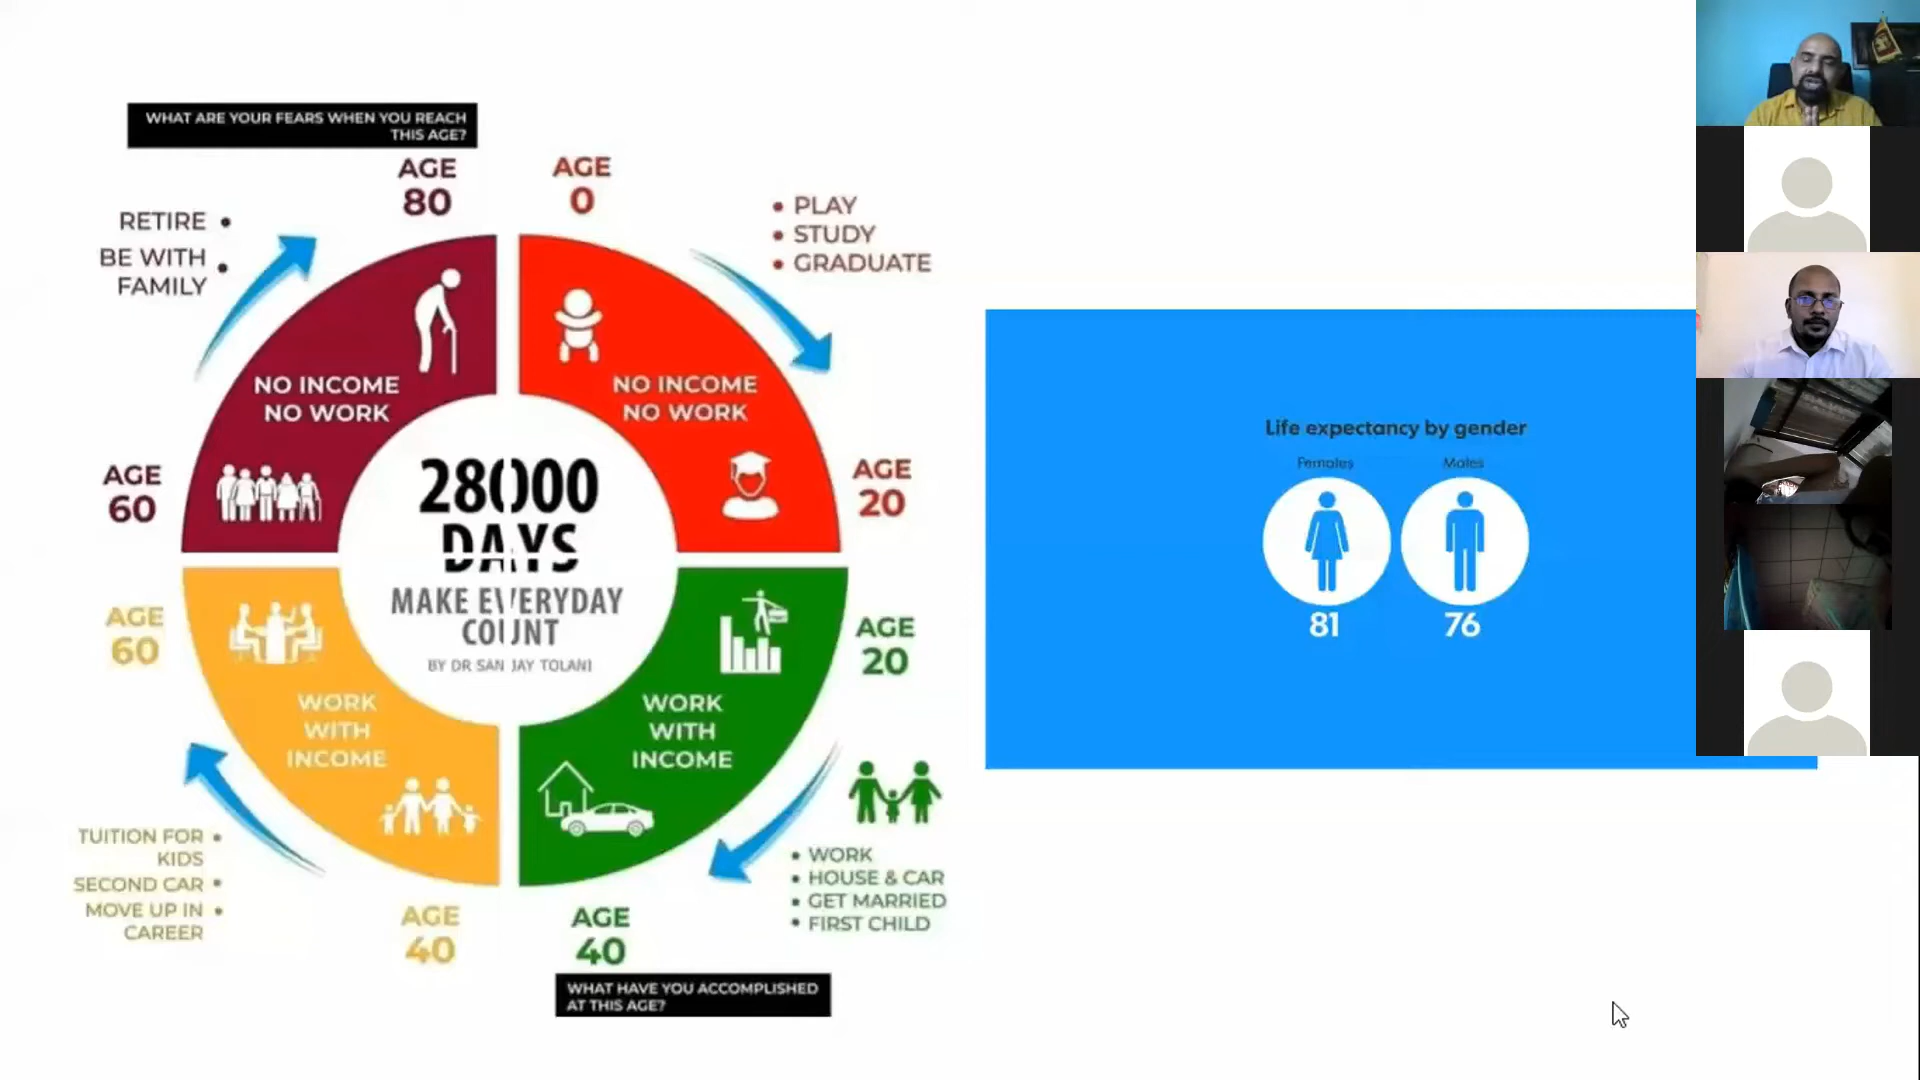 WHAT ARE YOUR FEARS WHEN YOU REACH
THIS AGE?
AGE
80
AGE
0
RETIRE
BE WITH
FAMILY
PLAY
STUDY
GRADUATE
NO INCOME
NO WORK
NO INCOME
NO WORK
AGE
60
AGE
20
28000
DAYS
MAKE EVERYDAY
COUNT
BY DR SANJAY TOLANI
AGE
60
AGE
20
WORK
WITH
INCOME
WORK
WITH
INCOME
TUITION FOR
KIDS
SECOND CAR
MOVE UP IN
CAREER
WORK
HOUSE & CAR
GET MARRIED
FIRST CHILD
AGE
40
AGE
40
WHAT HAVE YOU ACCOMPLISHED
AT THIS AGE?
Life expectancy by gender
Females
Males
81
76